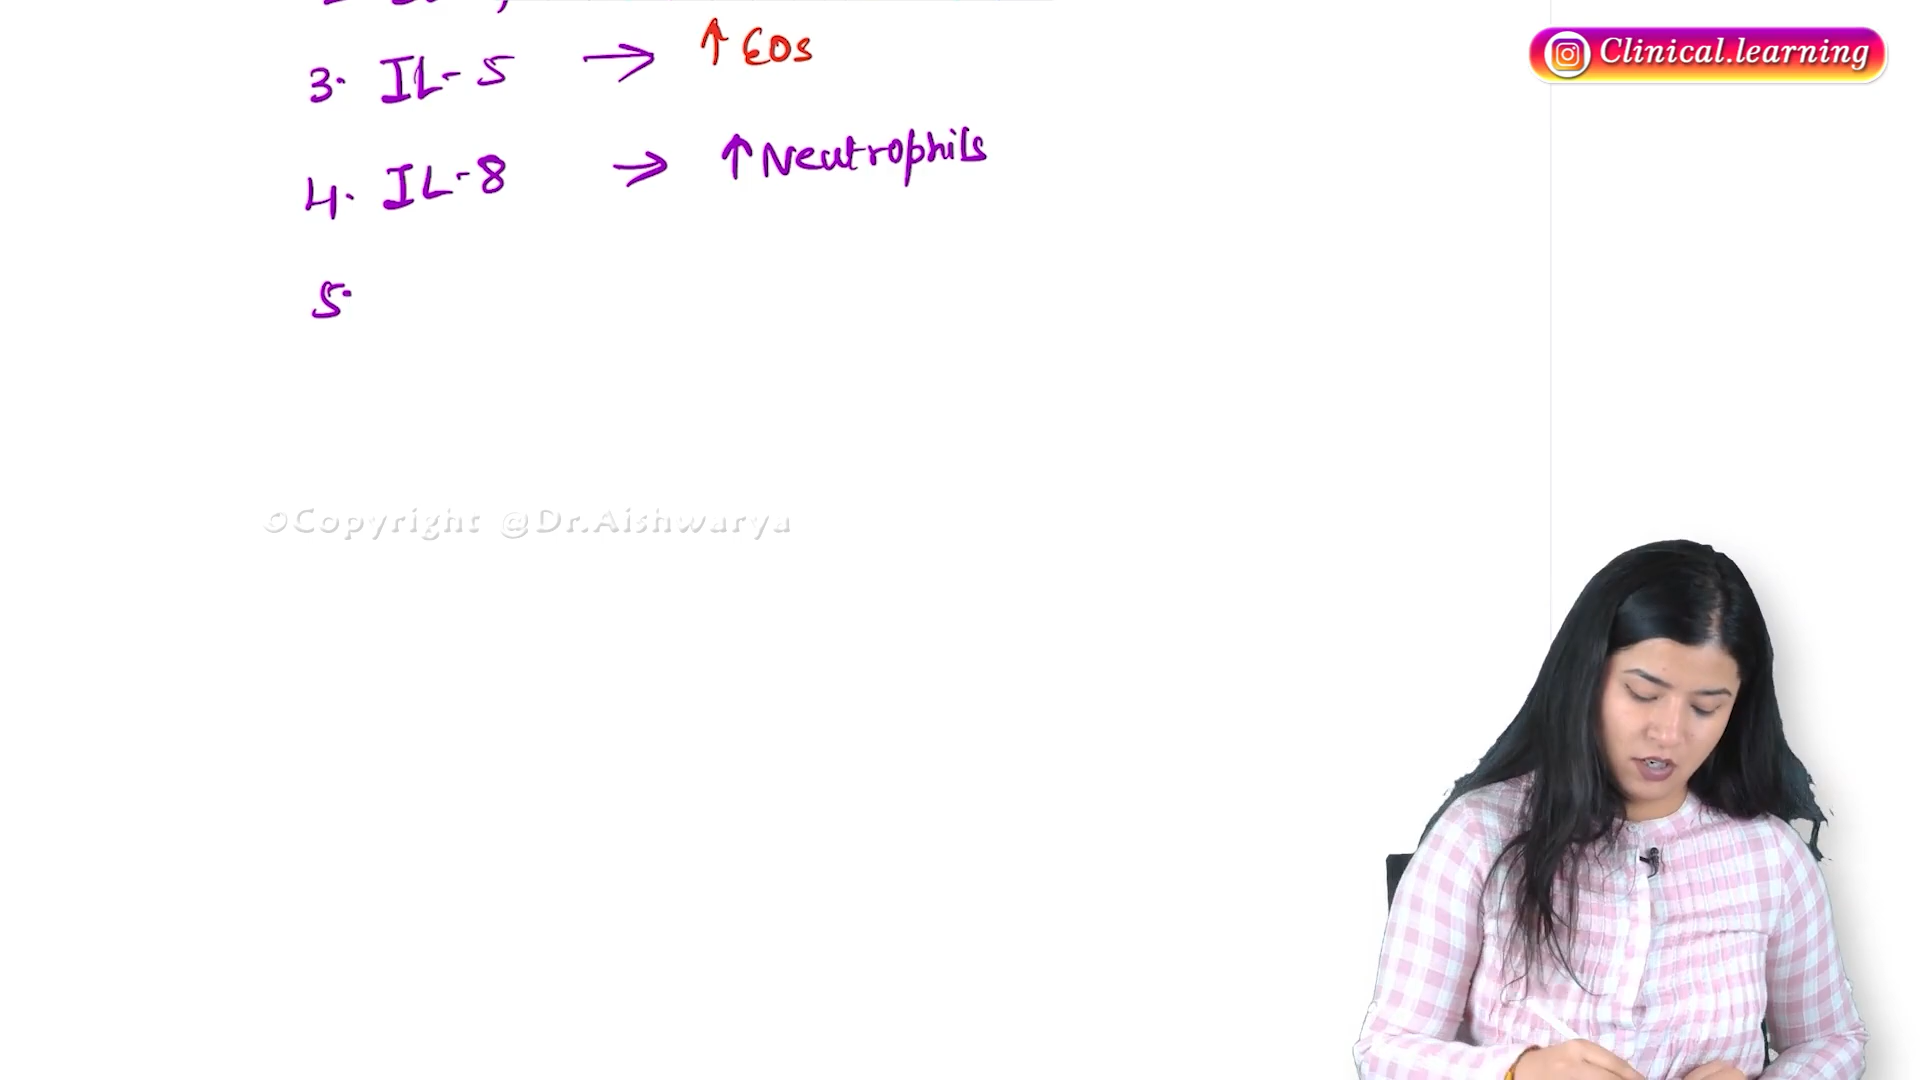 3. IL-5 → ↑ Eos
Clinical.learning
4. IL-8 → ↑ Neutrophils
5.
©Copyright @Dr.Aishwarya